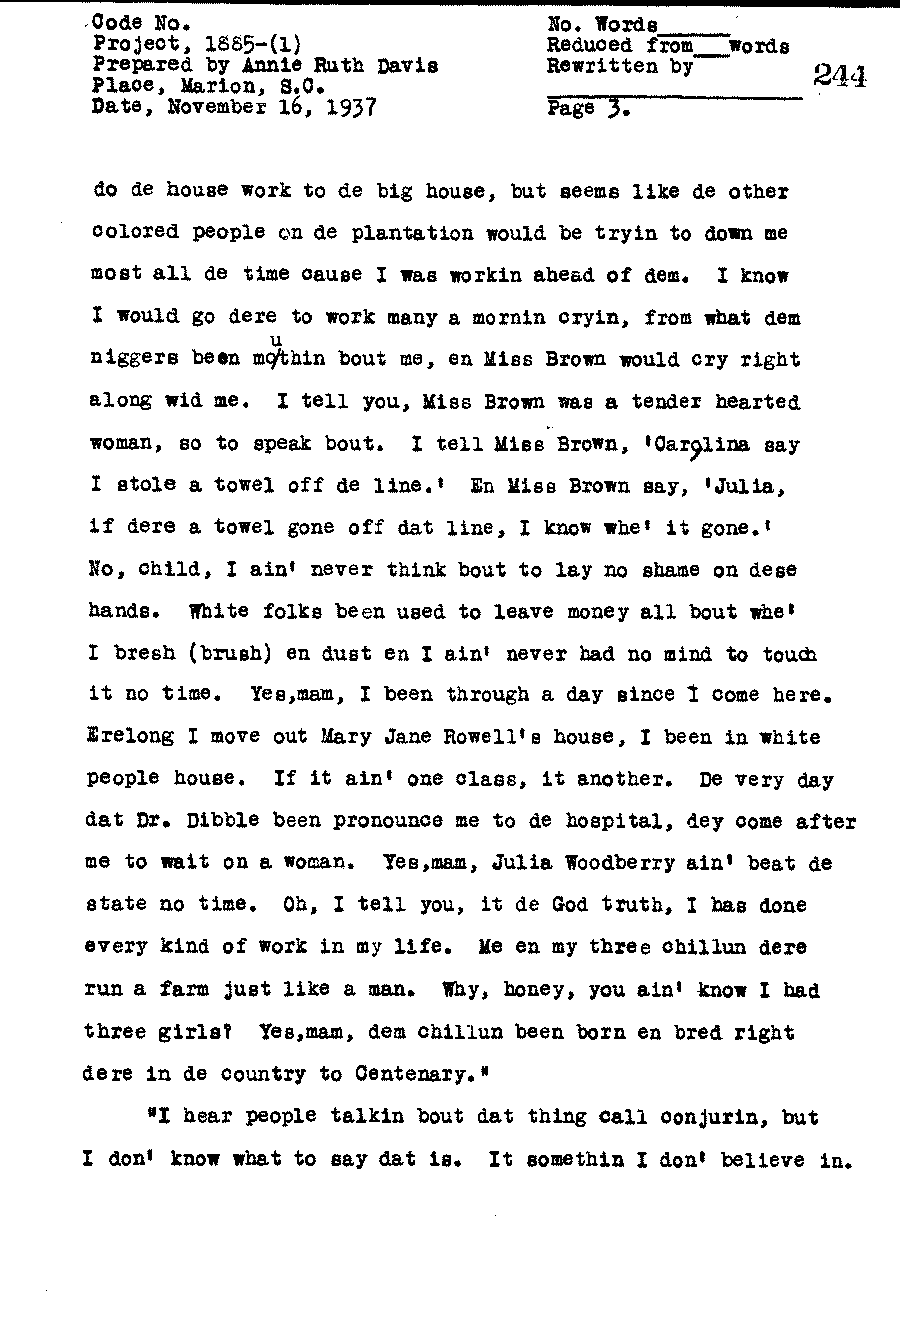 Code No.
Project, 1885-(1)
Prepared by Annie Ruth Davis
Place, Marion, S.C.
Date, November 16, 1937
No. Words______
Reduced from___words
Rewritten by
244
Page 3.
do de house work to de big house, but seems like de other
colored people on de plantation would be tryin to down me
most all de time cause I was workin ahead of dem. I know
I would go dere to work many a mornin cryin, from what dem
niggers been mouthin bout me, en Miss Brown would cry right
along wid me. I tell you, Miss Brown was a tender hearted
woman, so to speak bout. I tell Miss Brown, 'Carolina say
I stole a towel off de line.' En Miss Brown say, 'Julia,
if dere a towel gone off dat line, I know whe' it gone.'
No, child, I ain' never think bout to lay no shame on dese
hands. White folks been used to leave money all bout whe'
I bresh (brush) en dust en I ain' never had no mind to touch
it no time. Yes,mam, I been through a day since I come here.
Erelong I move out Mary Jane Rowell's house, I been in white
people house. If it ain' one class, it another. De very day
dat Dr. Dibble been pronounce me to de hospital, dey come after
me to wait on a woman. Yes,mam, Julia Woodberry ain' beat de
state no time. Oh, I tell you, it de God truth, I has done
every kind of work in my life. Me en my three chillun dere
run a farm just like a man. Why, honey, you ain' know I had
three girls? Yes,mam, dem chillun been born en bred right
dere in de country to Centenary."
"I hear people talkin bout dat thing call conjurin, but
I don' know what to say dat is. It somethin I don' believe in.